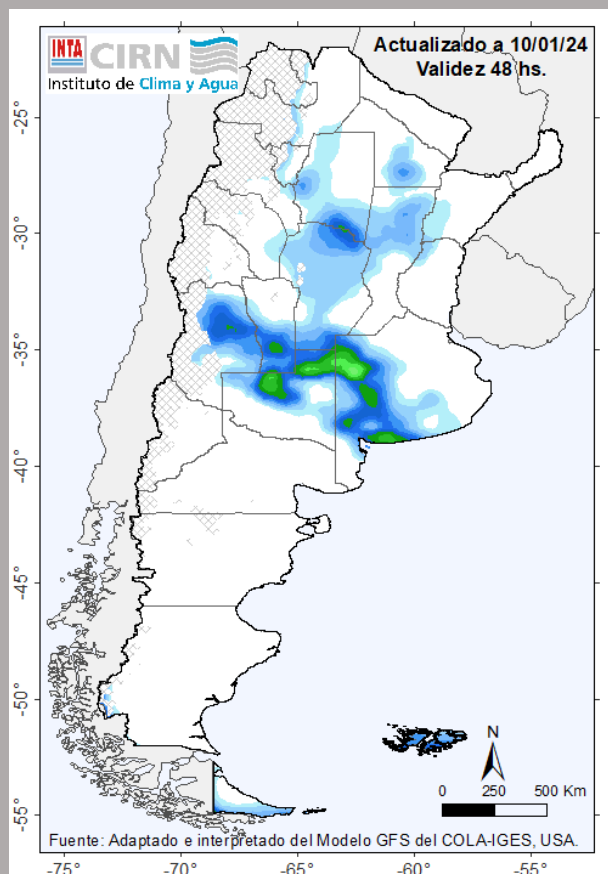 INTA CIRN
Instituto de Clima y Agua
Actualizado a 10/01/24
Validez 48 hs.
-25°
-30°
-35°
-40°
-45°
-50°
-55°
N
0 250 500 Km
Fuente: Adaptado e interpretado del Modelo GFS del COLA-IGES, USA.
-75° -70° -65° -60° -55°